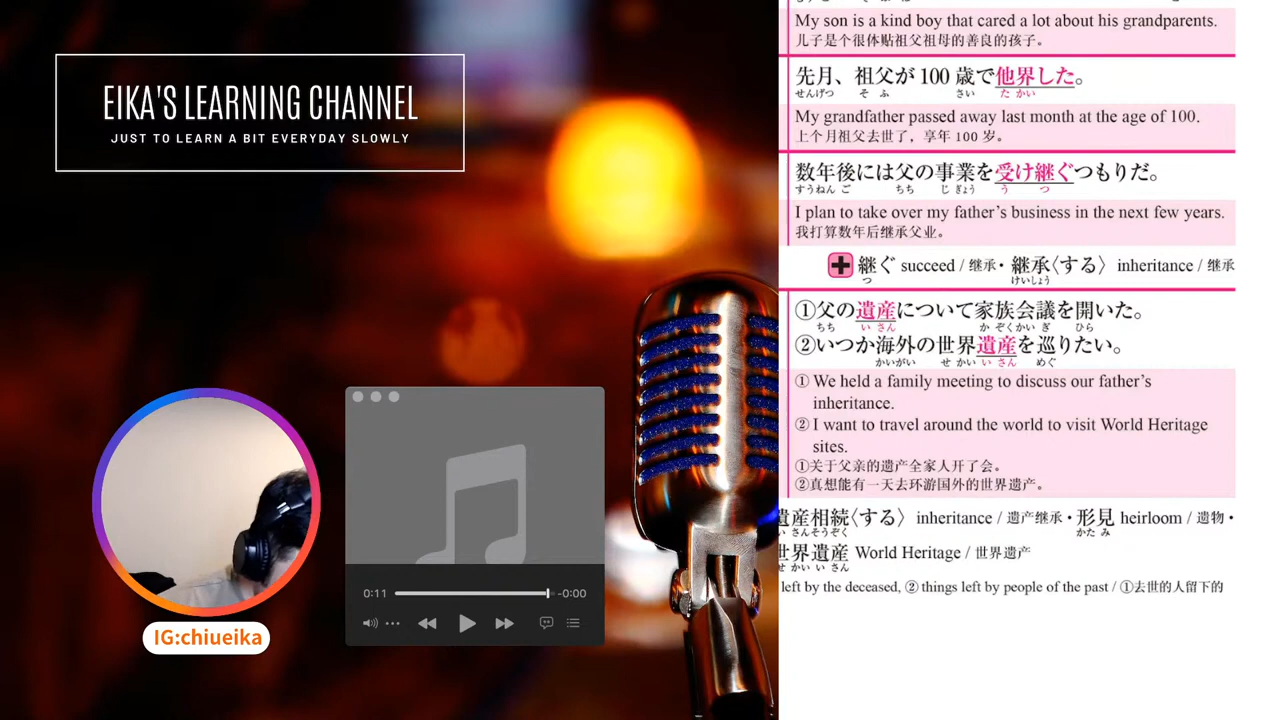 EIKA'S LEARNING CHANNEL
JUST TO LEARN A BIT EVERYDAY SLOWLY
IG:chiueika
0:11
-0:00
My son is a kind boy that cared a lot about his grandparents.
儿子是个很体贴祖父祖母的善良的孩子。
先月、祖父が100歳で他界した。
せんげつ そふ さい たかい
My grandfather passed away last month at the age of 100.
上个月祖父去世了，享年 100 岁。
数年後には父の事業を受け継ぐつもりだ。
すうねんご ちち じぎょう う つ
I plan to take over my father's business in the next few years.
我打算数年后继承父业。
継ぐ succeed / 继承・継承〈する〉 inheritance / 继承
つ けいしょう
①父の遺産について家族会議を開いた。
ちち いさん かぞくかいぎ ひら
②いつか海外の世界遺産を巡りたい。
かいがい せかいいさん めぐ
① We held a family meeting to discuss our father's
inheritance.
② I want to travel around the world to visit World Heritage
sites.
①关于父亲的遗产全家人开了会。
②真想能有一天去环游国外的世界遗产。
遺産相続〈する〉 inheritance / 遗产继承・形見 heirloom / 遗物・
いさんそうぞく かたみ
世界遺産 World Heritage / 世界遗产
せかいいさん
left by the deceased, ② things left by people of the past / ①去世的人留下的